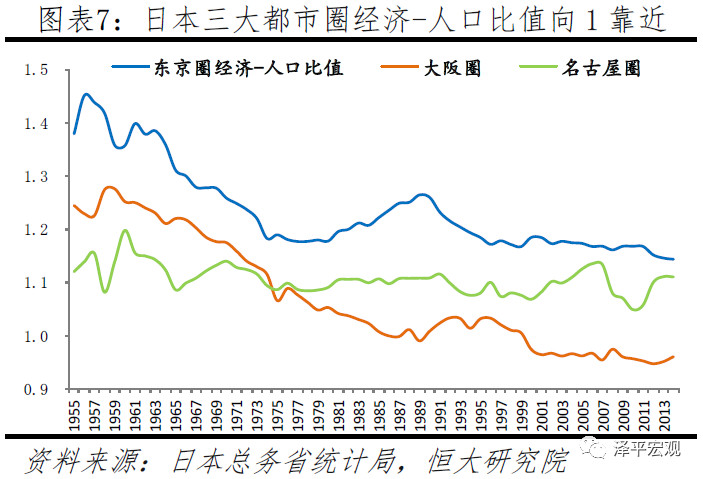 图表7：日本三大都市圈经济-人口比值向1靠近
东京圈经济-人口比值 大阪圈 名古屋圈
1.5
1.4
1.3
1.2
1.1
1.0
0.9
1955 1957 1959 1961 1963 1965 1967 1969 1971 1973 1975 1977 1979 1981 1983 1985 1987 1989 1991 1993 1995 1997 1999 2001 2003 2005 2007 2009 2011 2013
泽平宏观
资料来源：日本总务省统计局，恒大研究院